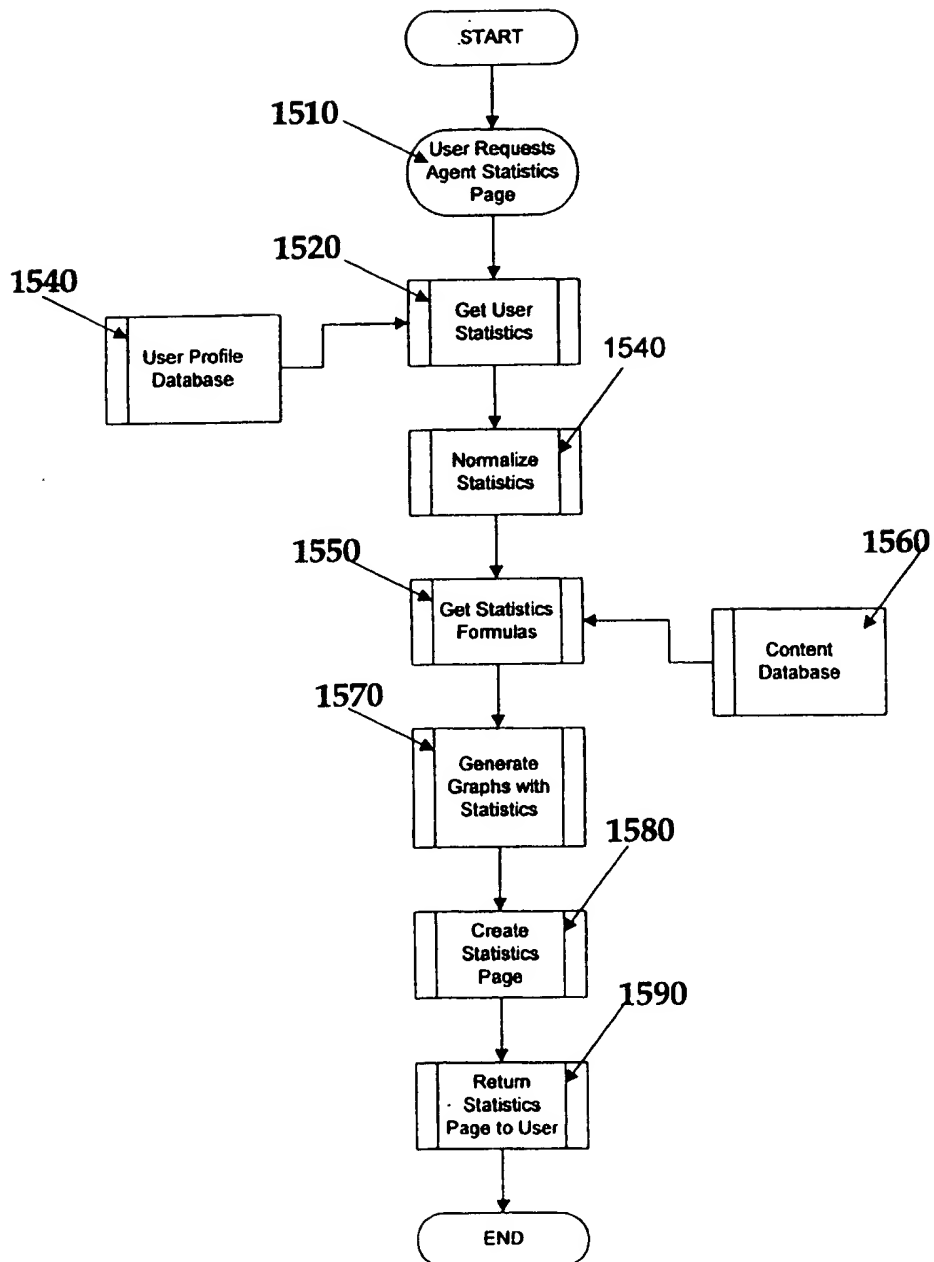 START
1510
User Requests
Agent Statistics
Page
1520
1540
Get User
Statistics
User Profile
Database
1540
Normalize
Statistics
1550
1560
Get Statistics
Formulas
Content
Database
1570
Generate
Graphs with
Statistics
1580
Create
Statistics
Page
1590
Return
Statistics
Page to User
END